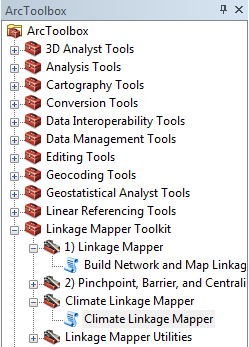 ArcToolbox
ArcToolbox
3D Analyst Tools
Analysis Tools
Cartography Tools
Conversion Tools
Data Interoperability Tools
Data Management Tools
Editing Tools
Geocoding Tools
Geostatistical Analyst Tools
Linear Referencing Tools
Linkage Mapper Toolkit
1) Linkage Mapper
Build Network and Map Linkag
2) Pinchpoint, Barrier, and Centrali
Climate Linkage Mapper
Climate Linkage Mapper
Linkage Mapper Utilities